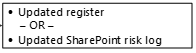 • Updated register
– OR –
• Updated SharePoint risk log